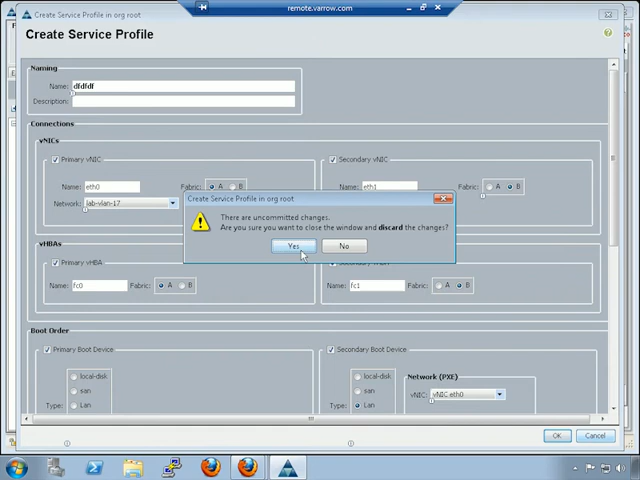 Create Service Profile in org root
remote.varrow.com
Create Service Profile
Naming
Name: dfdfdf
Description:
Connections
vNICs
Primary vNIC
Secondary vNIC
Name: eth0
Fabric: A B
Name: eth1
Fabric: A B
Network: lab-vlan-17
Create Service Profile in org root
There are uncommitted changes.
Are you sure you want to close the window and discard the changes?
Yes
No
vHBAs
Primary vHBA
Name: fc0
Fabric: A B
Name: fc1
Fabric: A B
Boot Order
Primary Boot Device
Secondary Boot Device
local-disk
san
Type: Lan
local-disk
san
Type: Lan
Network (PXE)
vNIC: vNIC eth0
OK
Cancel